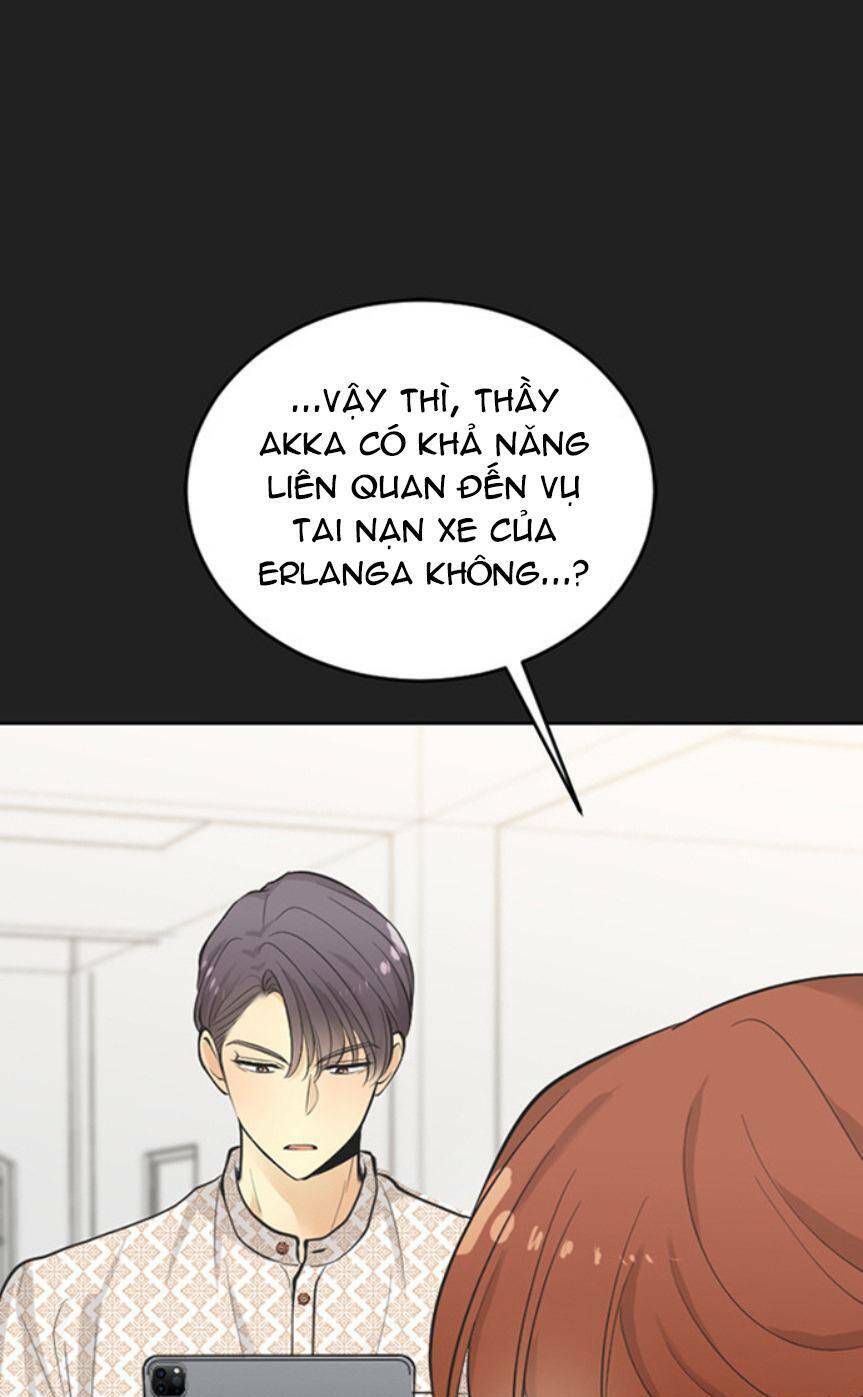 ...VẬY THÌ, THẦY
AKKA CÓ KHẢ NĂNG
LIÊN QUAN ĐẾN VỤ
TAI NẠN XE CỦA
ERLANGA KHÔNG...?